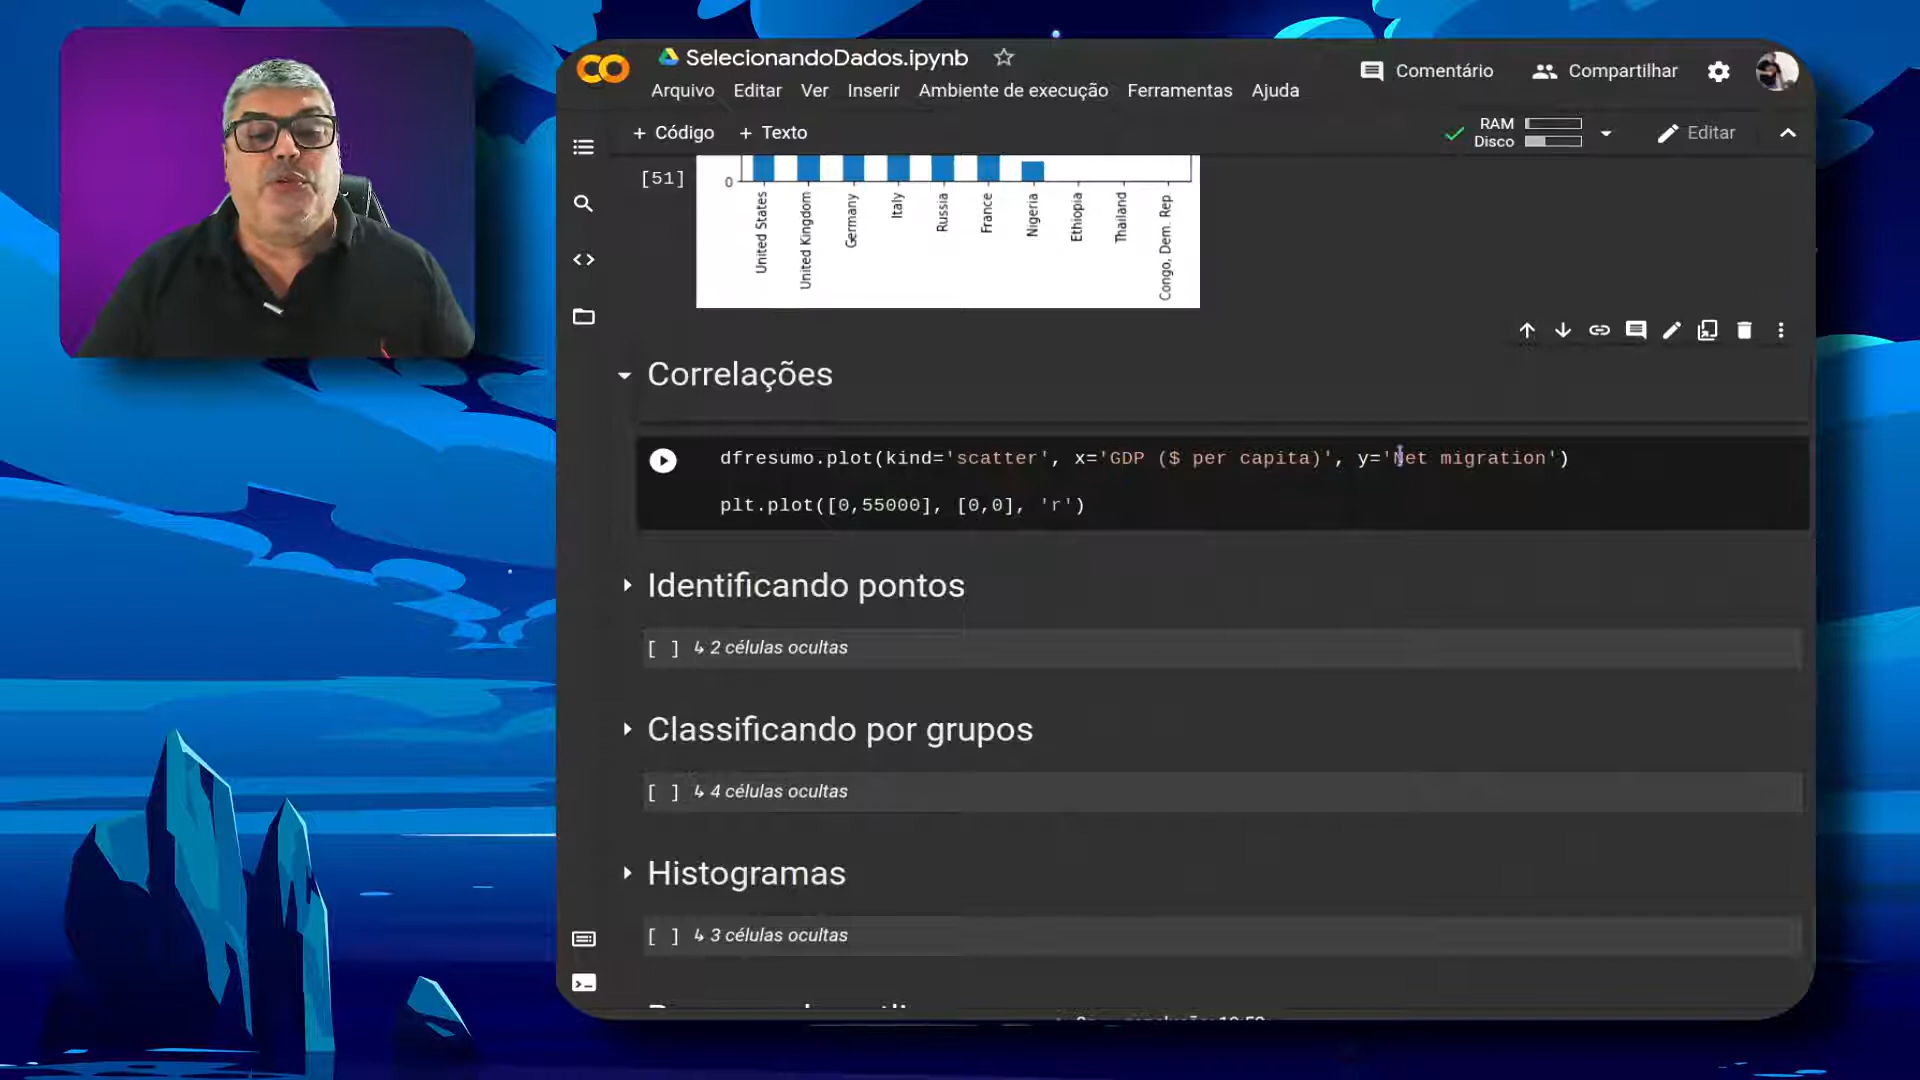 SelecionandoDados.ipynb
Comentário
Compartilhar
Arquivo Editar Ver Inserir Ambiente de execução Ferramentas Ajuda
+ Código + Texto
RAM
Disco
Editar
[51]
0
United States
United Kingdom
Germany
Italy
Russia
France
Nigeria
Ethiopia
Thailand
Congo, Dem. Rep
Correlações
dfresumo.plot(kind='scatter', x='GDP ($ per capita)', y='Net migration')
plt.plot([0,55000], [0,0], 'r')
Identificando pontos
[ ] ↳ 2 células ocultas
Classificando por grupos
[ ] ↳ 4 células ocultas
Histogramas
[ ] ↳ 3 células ocultas